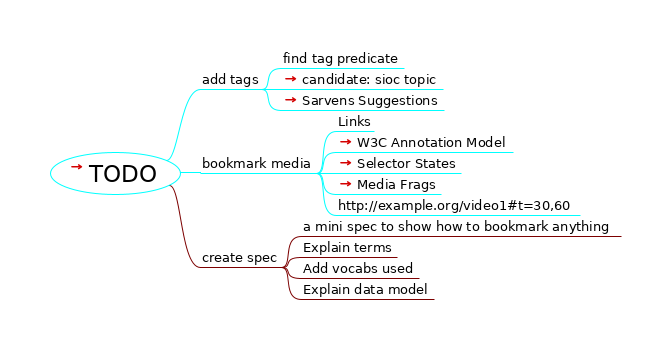 TODO
add tags
find tag predicate
candidate: sioc topic
Sarvens Suggestions
bookmark media
Links
W3C Annotation Model
Selector States
Media Frags
http://example.org/video1#t=30,60
create spec
a mini spec to show how to bookmark anything
Explain terms
Add vocabs used
Explain data model